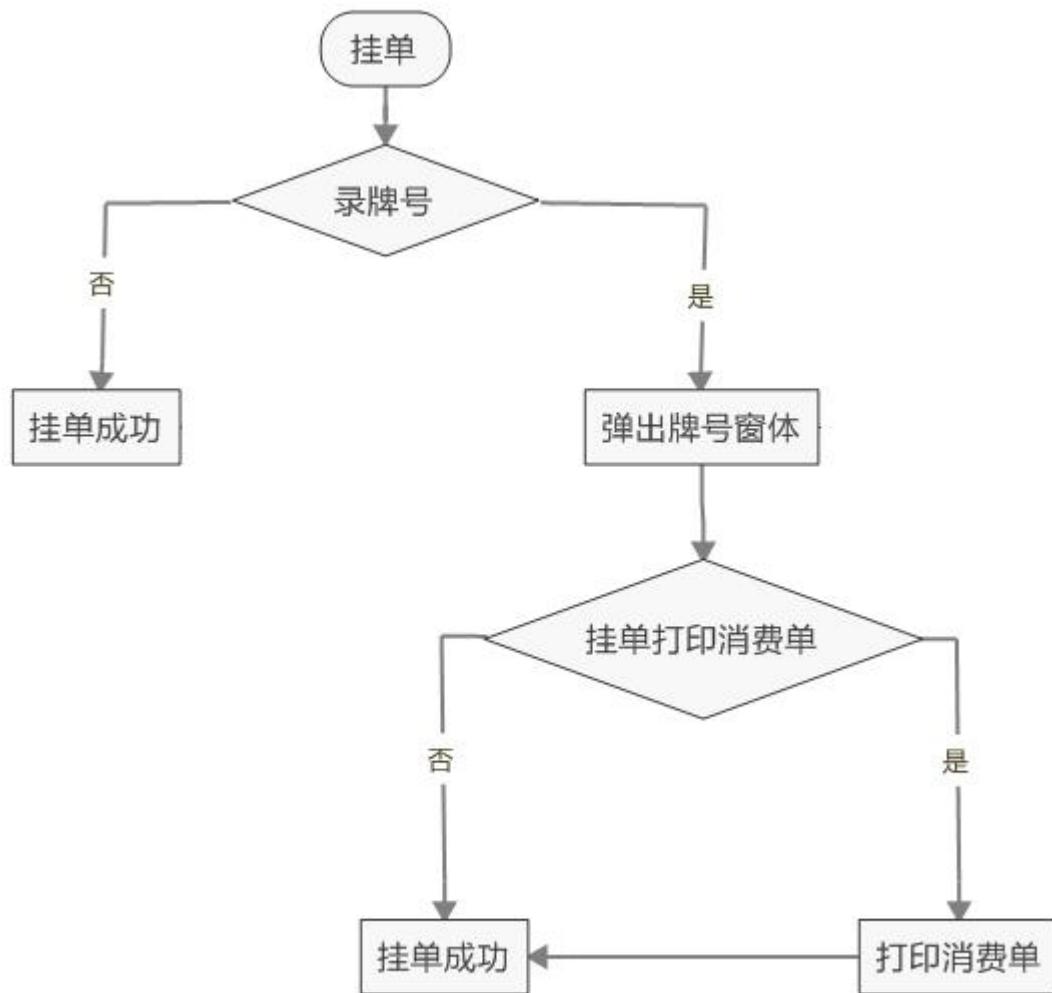 挂单
录牌号
否
是
挂单成功
弹出牌号窗体
挂单打印消费单
否
是
挂单成功
打印消费单